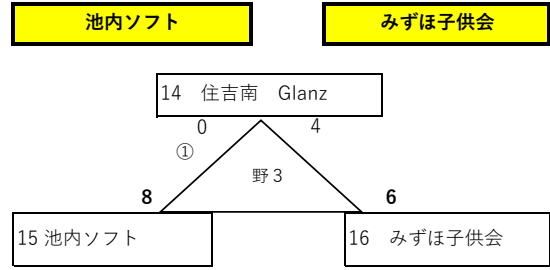 池内ソフト
みずほ子供会
14　住吉南　Glanz
0
4
①
野３
8
6
15 池内ソフト
16　みずほ子供会